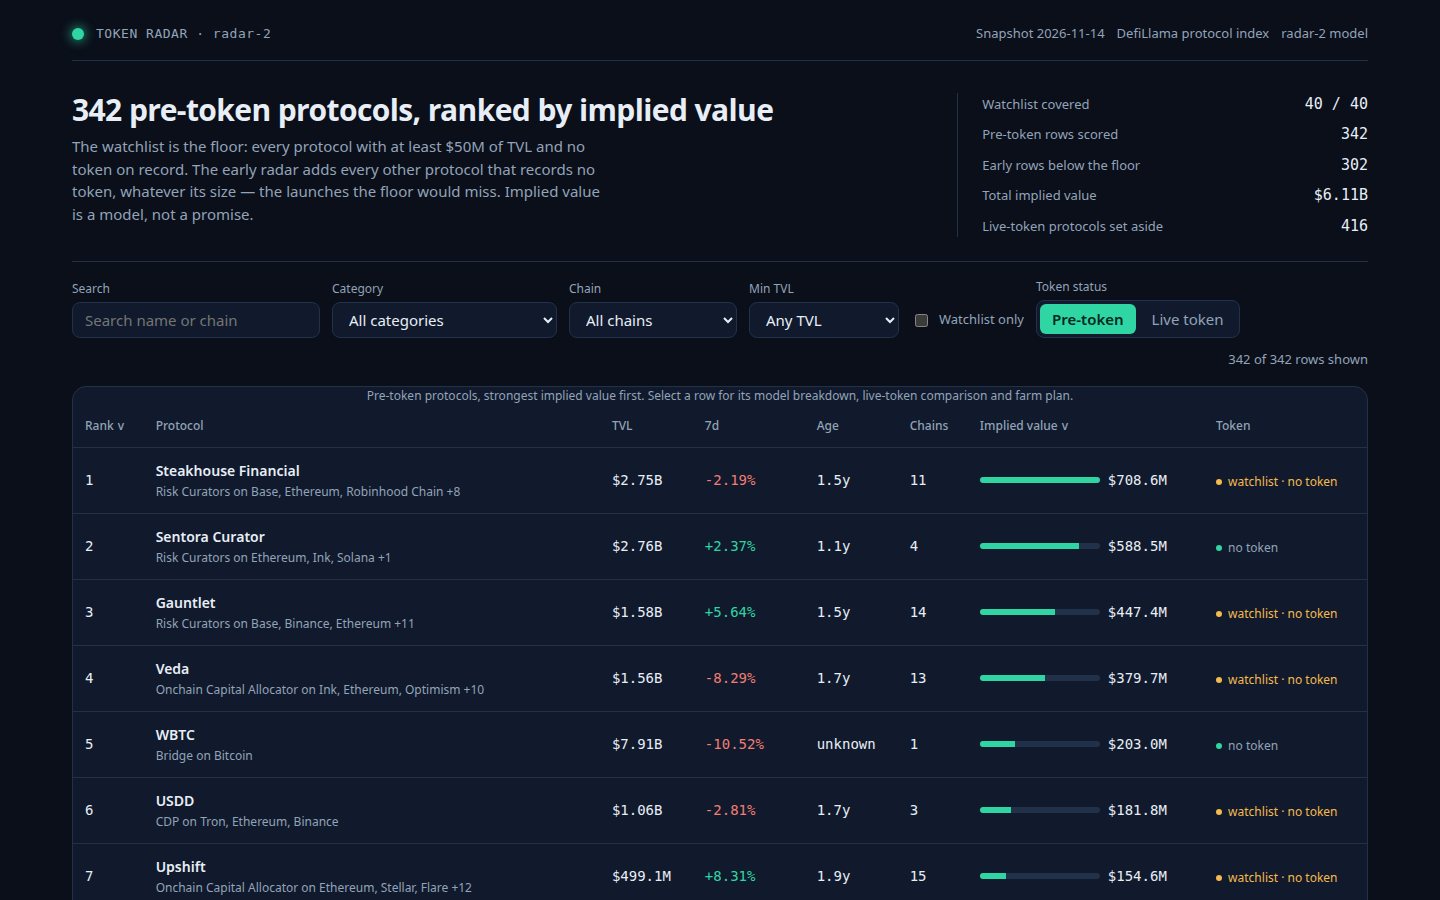 TOKEN RADAR · radar-2
Snapshot 2026-11-14 DefiLlama protocol index radar-2 model
342 pre-token protocols, ranked by implied value
The watchlist is the floor: every protocol with at least $50M of TVL and no
token on record. The early radar adds every other protocol that records no
token, whatever its size — the launches the floor would miss. Implied value
is a model, not a promise.
Watchlist covered 40 / 40
Pre-token rows scored 342
Early rows below the floor 302
Total implied value $6.11B
Live-token protocols set aside 416
Search
Search name or chain
Category
All categories
Chain
All chains
Min TVL
Any TVL
Watchlist only
Token status
Pre-token Live token
342 of 342 rows shown
Pre-token protocols, strongest implied value first. Select a row for its model breakdown, live-token comparison and farm plan.
Rank v Protocol TVL 7d Age Chains Implied value v Token
1 Steakhouse Financial $2.75B -2.19% 1.5y 11 $708.6M watchlist · no token
Risk Curators on Base, Ethereum, Robinhood Chain +8
2 Sentora Curator $2.76B +2.37% 1.1y 4 $588.5M no token
Risk Curators on Ethereum, Ink, Solana +1
3 Gauntlet $1.58B +5.64% 1.5y 14 $447.4M watchlist · no token
Risk Curators on Base, Binance, Ethereum +11
4 Veda $1.56B -8.29% 1.7y 13 $379.7M watchlist · no token
Onchain Capital Allocator on Ink, Ethereum, Optimism +10
5 WBTC $7.91B -10.52% unknown 1 $203.0M no token
Bridge on Bitcoin
6 USDD $1.06B -2.81% 1.7y 3 $181.8M watchlist · no token
CDP on Tron, Ethereum, Binance
7 Upshift $499.1M +8.31% 1.9y 15 $154.6M watchlist · no token
Onchain Capital Allocator on Ethereum, Stellar, Flare +12